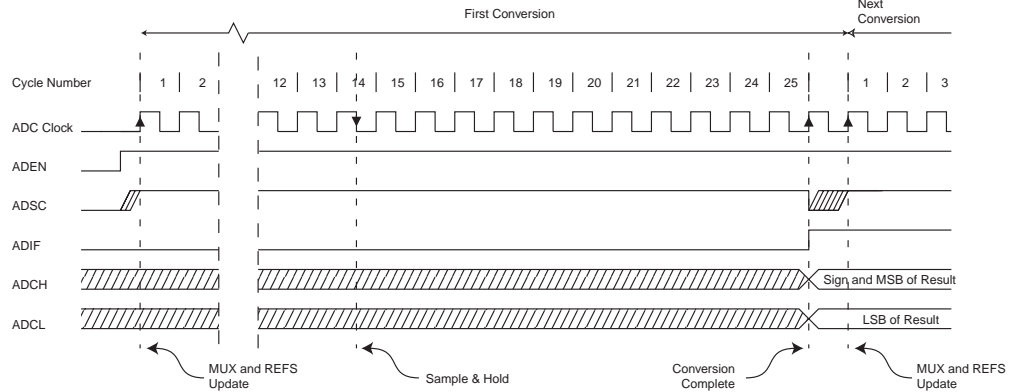 Next
First Conversion
Conversion
Cycle Number 1 2 12 13 14 15 16 17 18 19 20 21 22 23 24 25 1 2 3
ADC Clock
ADEN
ADSC
ADIF
ADCH
Sign and MSB of Result
ADCL
LSB of Result
MUX and REFS
Update
Sample & Hold
Conversion
Complete
MUX and REFS
Update